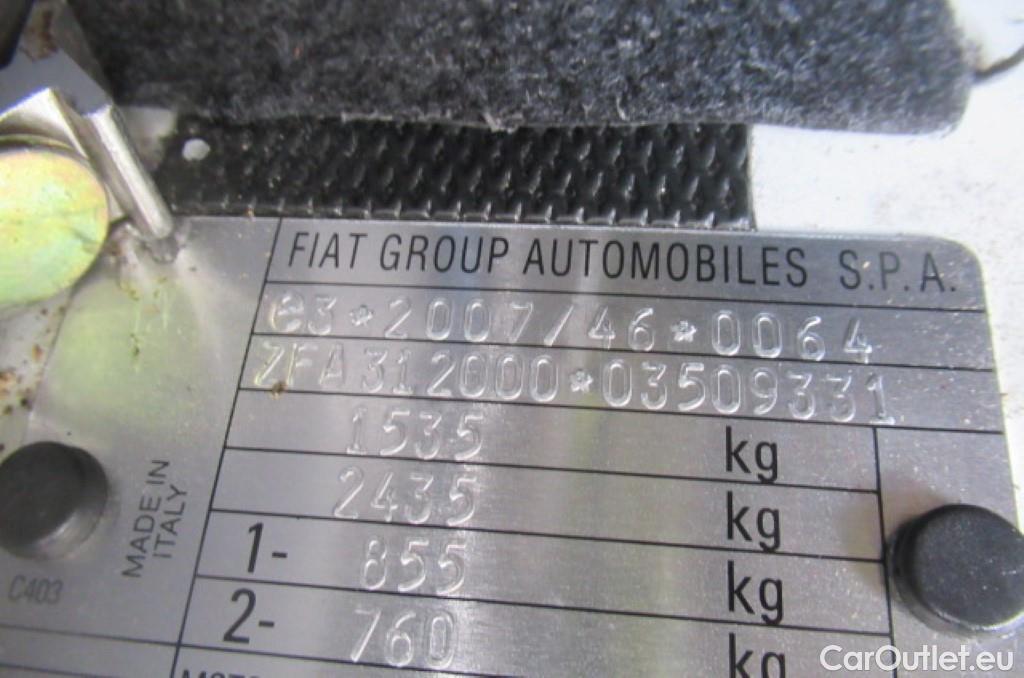 FIAT GROUP AUTOMOBILES S.P.A.
e3*2007/46*0064
ZFA312000*03509331
1535 kg
2435 kg
1- 855 kg
2- 760 kg
MADE IN
ITALY
C403
CarOutlet.eu